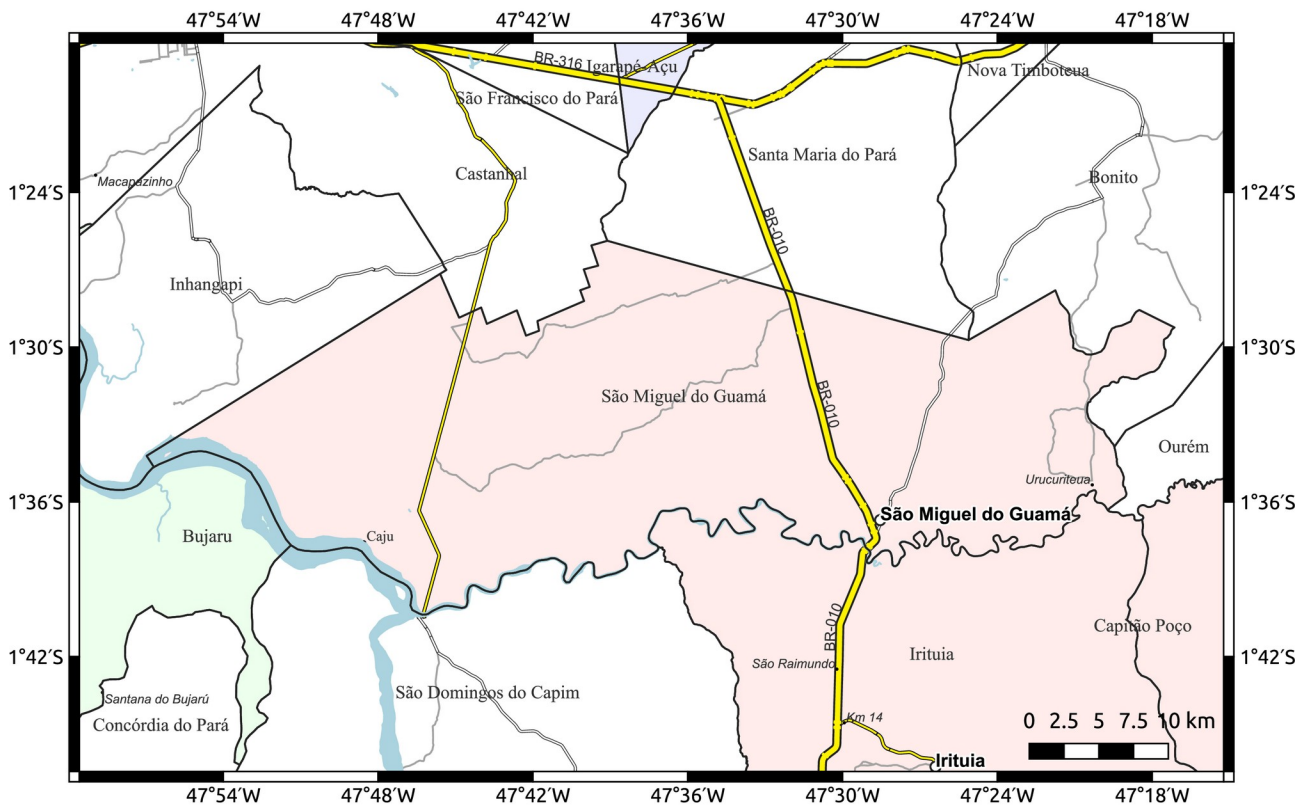 47°54'W 47°48'W 47°42'W 47°36'W 47°30'W 47°24'W 47°18'W
BR-316
Igarapé-Açu
Nova Timboteua
São Francisco do Pará
Santa Maria do Pará
Castanhal
Macapazinho
Bonito
1°24'S 1°24'S
BR-010
Inhangapi
1°30'S 1°30'S
São Miguel do Guamá
BR-010
Ourém
Urucuriteua
1°36'S 1°36'S
São Miguel do Guamá
Bujaru
Caju
BR-010
Capitão Poço
Irituia
São Raimundo
1°42'S 1°42'S
São Domingos do Capim
Santana do Bujarú
Concórdia do Pará
Km 14
0 2.5 5 7.5 10 km
Irituia
47°54'W 47°48'W 47°42'W 47°36'W 47°30'W 47°24'W 47°18'W